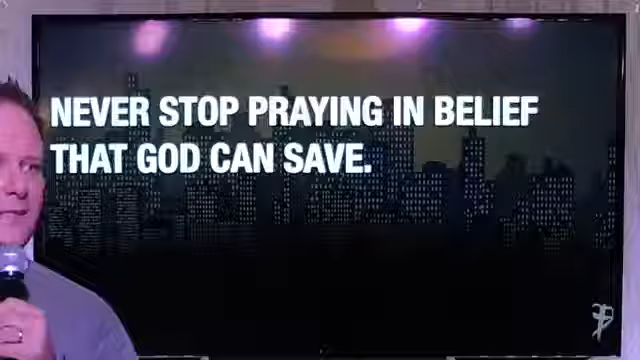 NEVER STOP PRAYING IN BELIEF
THAT GOD CAN SAVE.